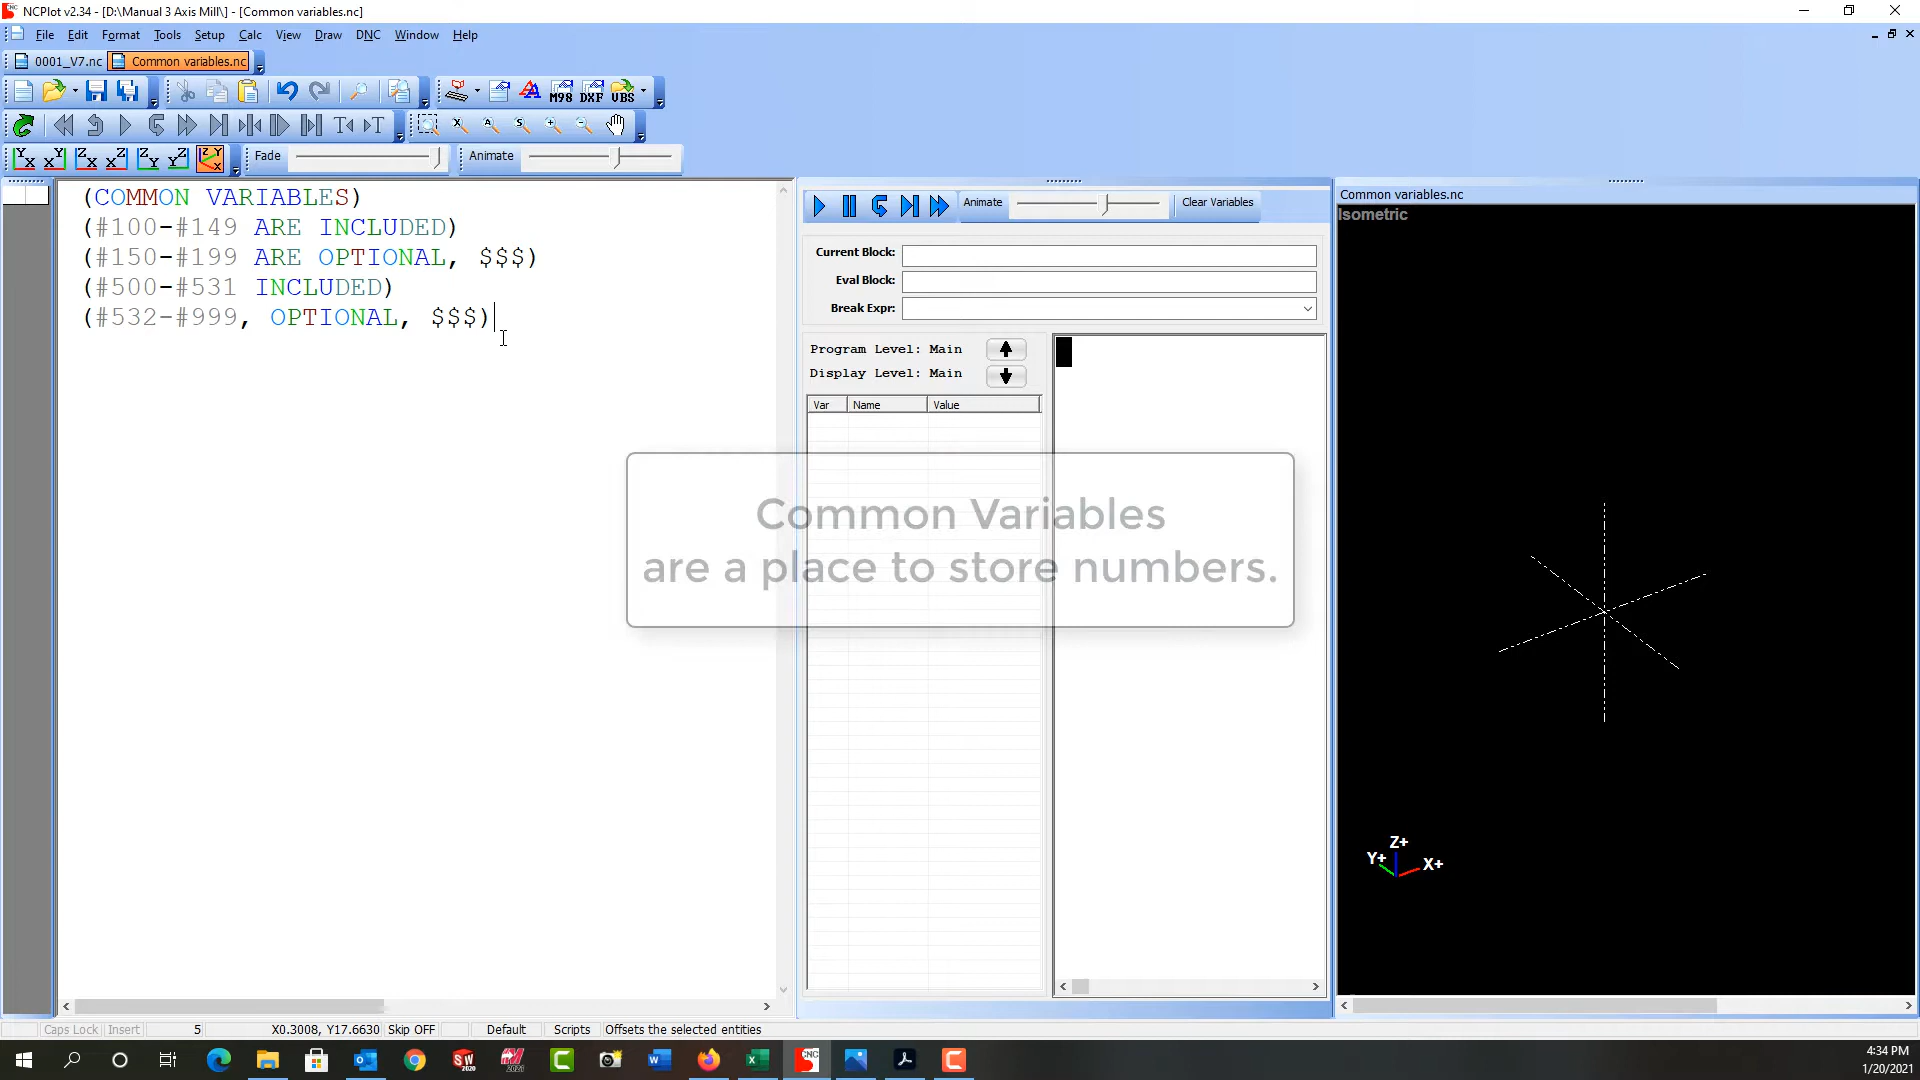 NCPlot v2.34 - [D:\Manual 3 Axis Mill\] - [Common variables.nc]
File Edit Format Tools Setup Calc View Draw DNC Window Help
0001_V7.nc Common variables.nc
M98 DXF VBS
Fade Animate
(COMMON VARIABLES)
(#100-#149 ARE INCLUDED)
(#150-#199 ARE OPTIONAL, $$$)
(#500-#531 INCLUDED)
(#532-#999, OPTIONAL, $$$)
Animate Clear Variables
Current Block:
Eval Block:
Break Expr:
Program Level: Main
Display Level: Main
Var Name Value
Common Variables
are a place to store numbers.
Common variables.nc
Isometric
Z+
Y+
X+
Caps Lock Insert 5 X0.3008, Y17.6630 Skip OFF Default Scripts Offsets the selected entities
4:34 PM
1/20/2021